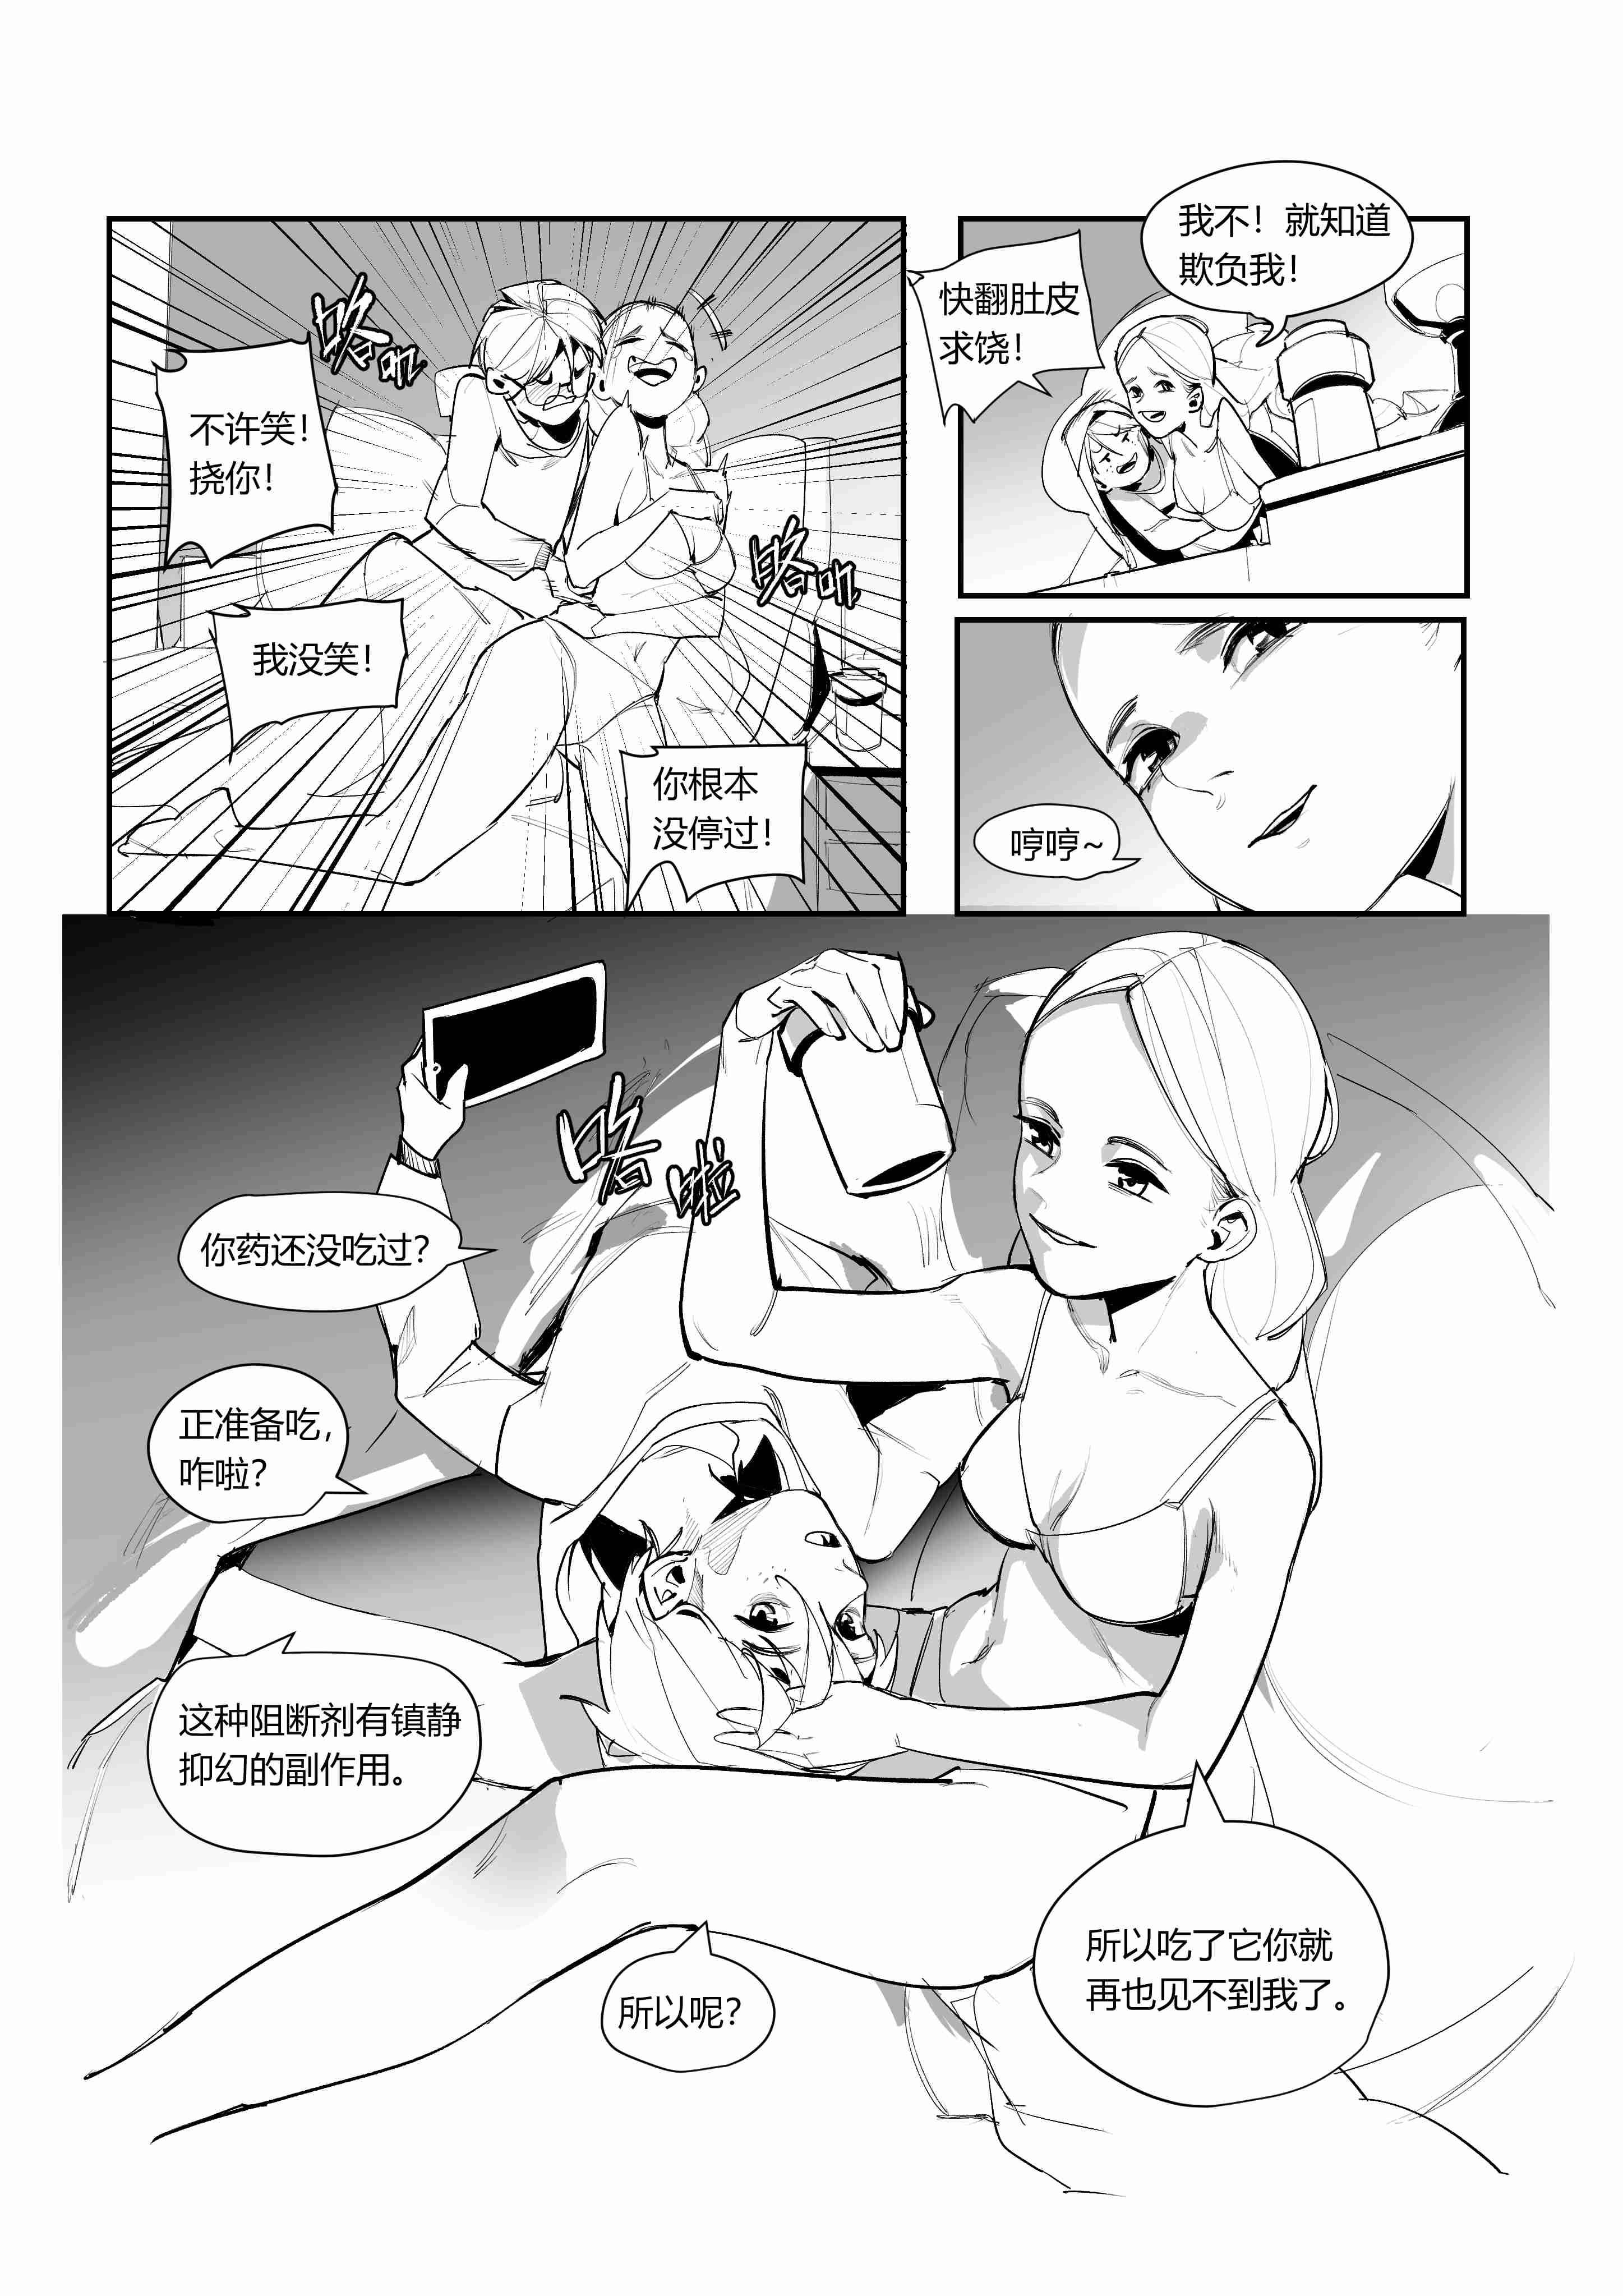 不许笑！
挠你！
咯叽
我没笑！
咯叽
你根本
没停过！
我不！就知道
欺负我！
快翻肚皮
求饶！
哼哼~
咯啦
你药还没吃过？
正准备吃，
咋啦？
这种阻断剂有镇静
抑幻的副作用。
所以呢？
所以吃了它你就
再也见不到我了。